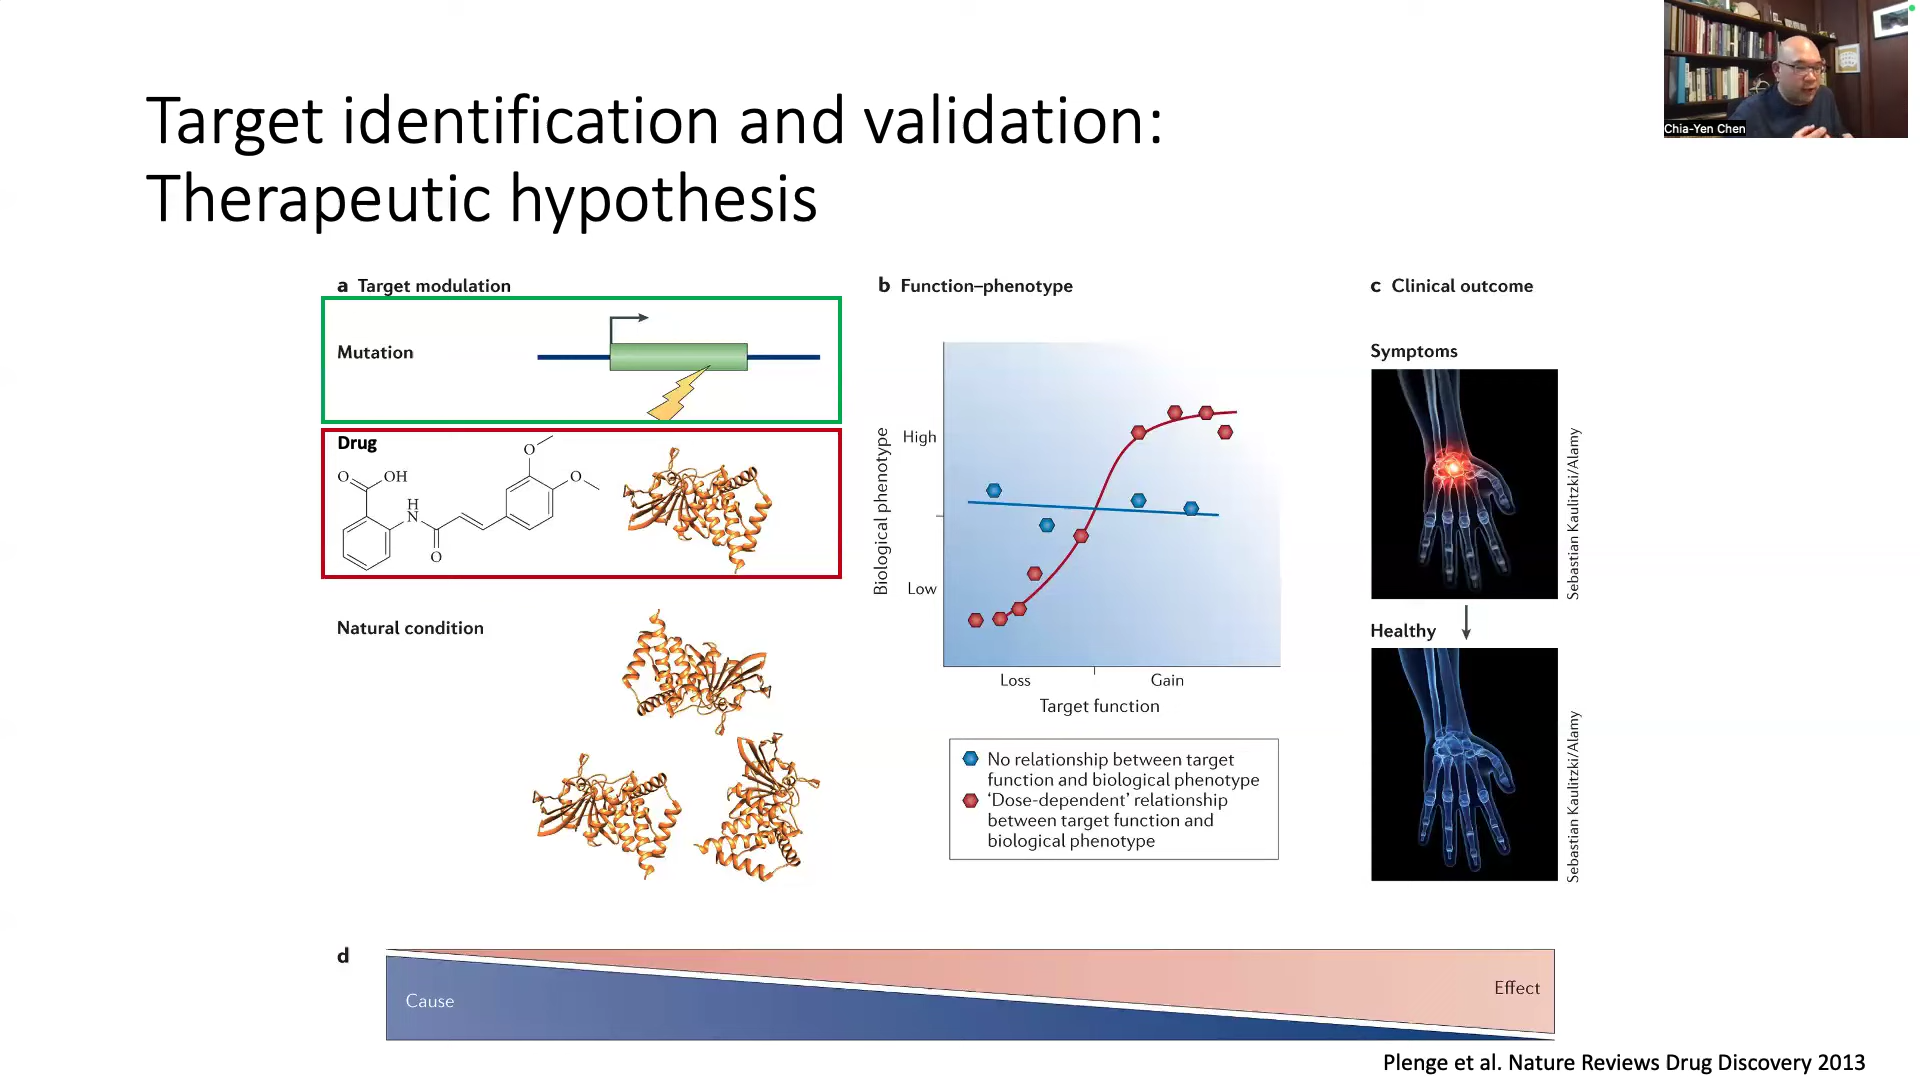 Chia-Yen Chen
Target identification and validation:
Therapeutic hypothesis
a Target modulation
Mutation
Drug
O
OH
H
N
O
O
O
Natural condition
b Function–phenotype
Biological phenotype
High
Low
Loss
Gain
Target function
No relationship between target
function and biological phenotype
‘Dose-dependent’ relationship
between target function and
biological phenotype
c Clinical outcome
Symptoms
Sebastian Kaulitzki/Alamy
Healthy
Sebastian Kaulitzki/Alamy
d
Cause
Effect
Plenge et al. Nature Reviews Drug Discovery 2013